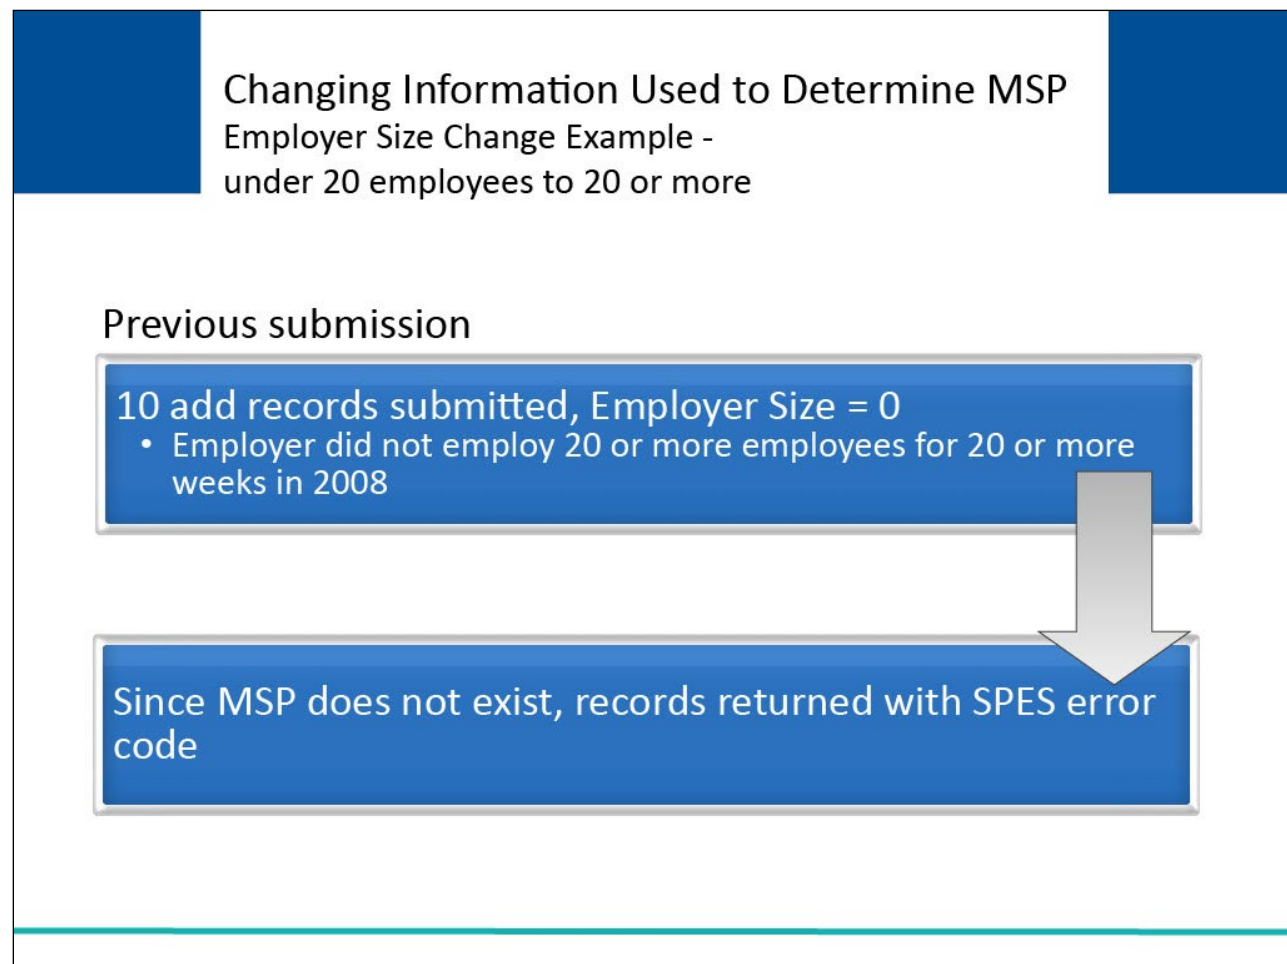 Changing Information Used to Determine MSP
Employer Size Change Example -
under 20 employees to 20 or more
Previous submission
10 add records submitted, Employer Size = 0
• Employer did not employ 20 or more employees for 20 or more
weeks in 2008
Since MSP does not exist, records returned with SPES error
code